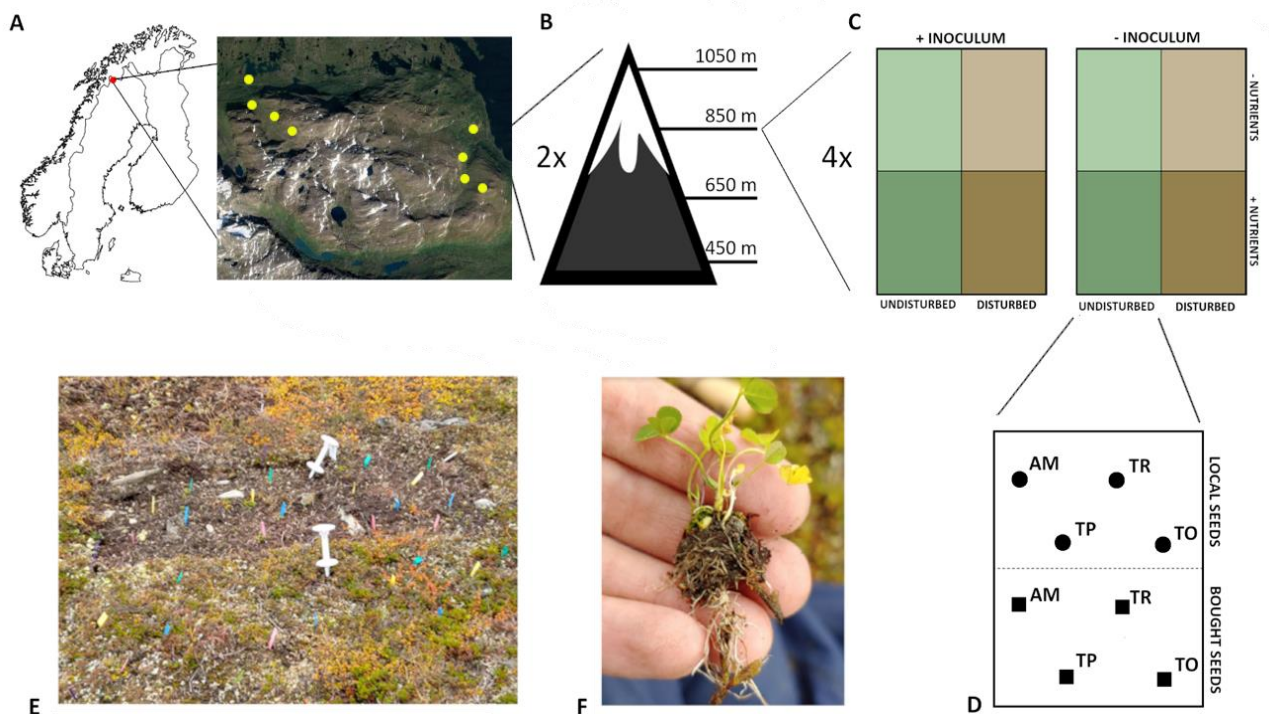 A
B
C
1050 m
850 m
650 m
450 m
2x
4x
+ INOCULUM
- INOCULUM
- NUTRIENTS
+ NUTRIENTS
UNDISTURBED
DISTURBED
UNDISTURBED
DISTURBED
AM
TR
TP
TO
LOCAL SEEDS
AM
TR
TP
TO
BOUGHT SEEDS
D
E
F